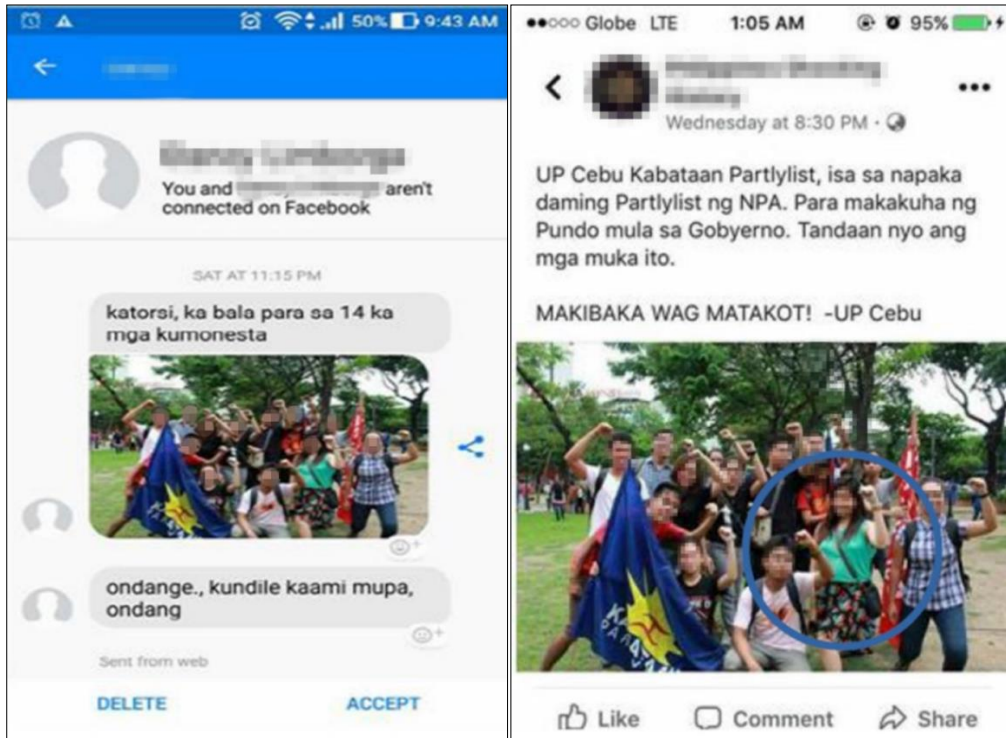 50% 9:43 AM
You and aren't
connected on Facebook
SAT AT 11:15 PM
katorsi, ka bala para sa 14 ka
mga kumonesta
ondange., kundile kaami mupa,
ondang
Sent from web
DELETE ACCEPT
Globe LTE 1:05 AM 95%
Wednesday at 8:30 PM ·
UP Cebu Kabataan Partlylist, isa sa napaka
daming Partlylist ng NPA. Para makakuha ng
Pundo mula sa Gobyerno. Tandaan nyo ang
mga muka ito.
MAKIBAKA WAG MATAKOT! -UP Cebu
Like Comment Share